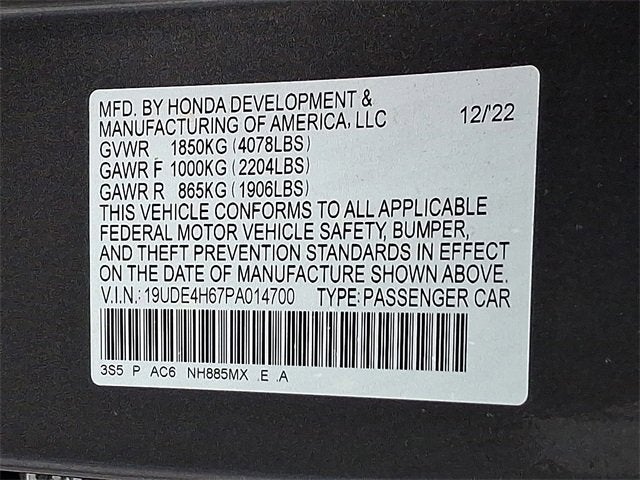 MFD. BY HONDA DEVELOPMENT &
MANUFACTURING OF AMERICA, LLC 12/'22
GVWR 1850KG (4078LBS)
GAWR F 1000KG (2204LBS)
GAWR R 865KG (1906LBS)
THIS VEHICLE CONFORMS TO ALL APPLICABLE
FEDERAL MOTOR VEHICLE SAFETY, BUMPER,
AND THEFT PREVENTION STANDARDS IN EFFECT
ON THE DATE OF MANUFACTURE SHOWN ABOVE.
V.I.N.: 19UDE4H67PA014700 TYPE: PASSENGER CAR
3S5 P AC6 NH885MX .E .A